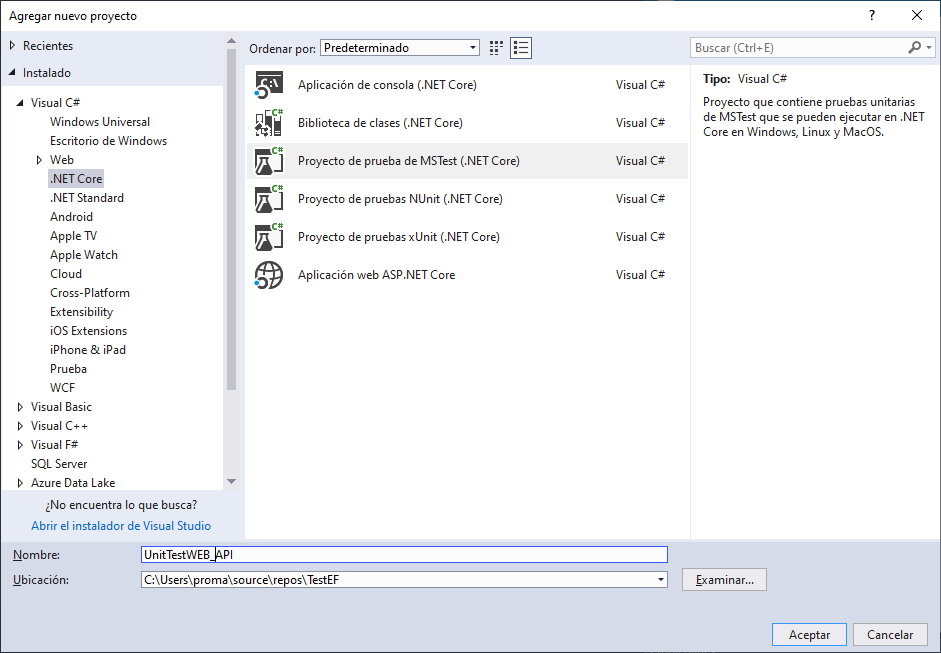 Agregar nuevo proyecto
?
Recientes
Instalado
Visual C#
Windows Universal
Escritorio de Windows
Web
.NET Core
.NET Standard
Android
Apple TV
Apple Watch
Cloud
Cross-Platform
Extensibility
iOS Extensions
iPhone & iPad
Prueba
WCF
Visual Basic
Visual C++
Visual F#
SQL Server
Azure Data Lake
¿No encuentra lo que busca?
Abrir el instalador de Visual Studio
Ordenar por: Predeterminado
Aplicación de consola (.NET Core) Visual C#
Biblioteca de clases (.NET Core) Visual C#
Proyecto de prueba de MSTest (.NET Core) Visual C#
Proyecto de pruebas NUnit (.NET Core) Visual C#
Proyecto de pruebas xUnit (.NET Core) Visual C#
Aplicación web ASP.NET Core Visual C#
Buscar (Ctrl+E)
Tipo: Visual C#
Proyecto que contiene pruebas unitarias
de MSTest que se pueden ejecutar en .NET
Core en Windows, Linux y MacOS.
Nombre: UnitTestWEB_API
Ubicación: C:\Users\proma\source\repos\TestEF
Examinar...
Aceptar
Cancelar